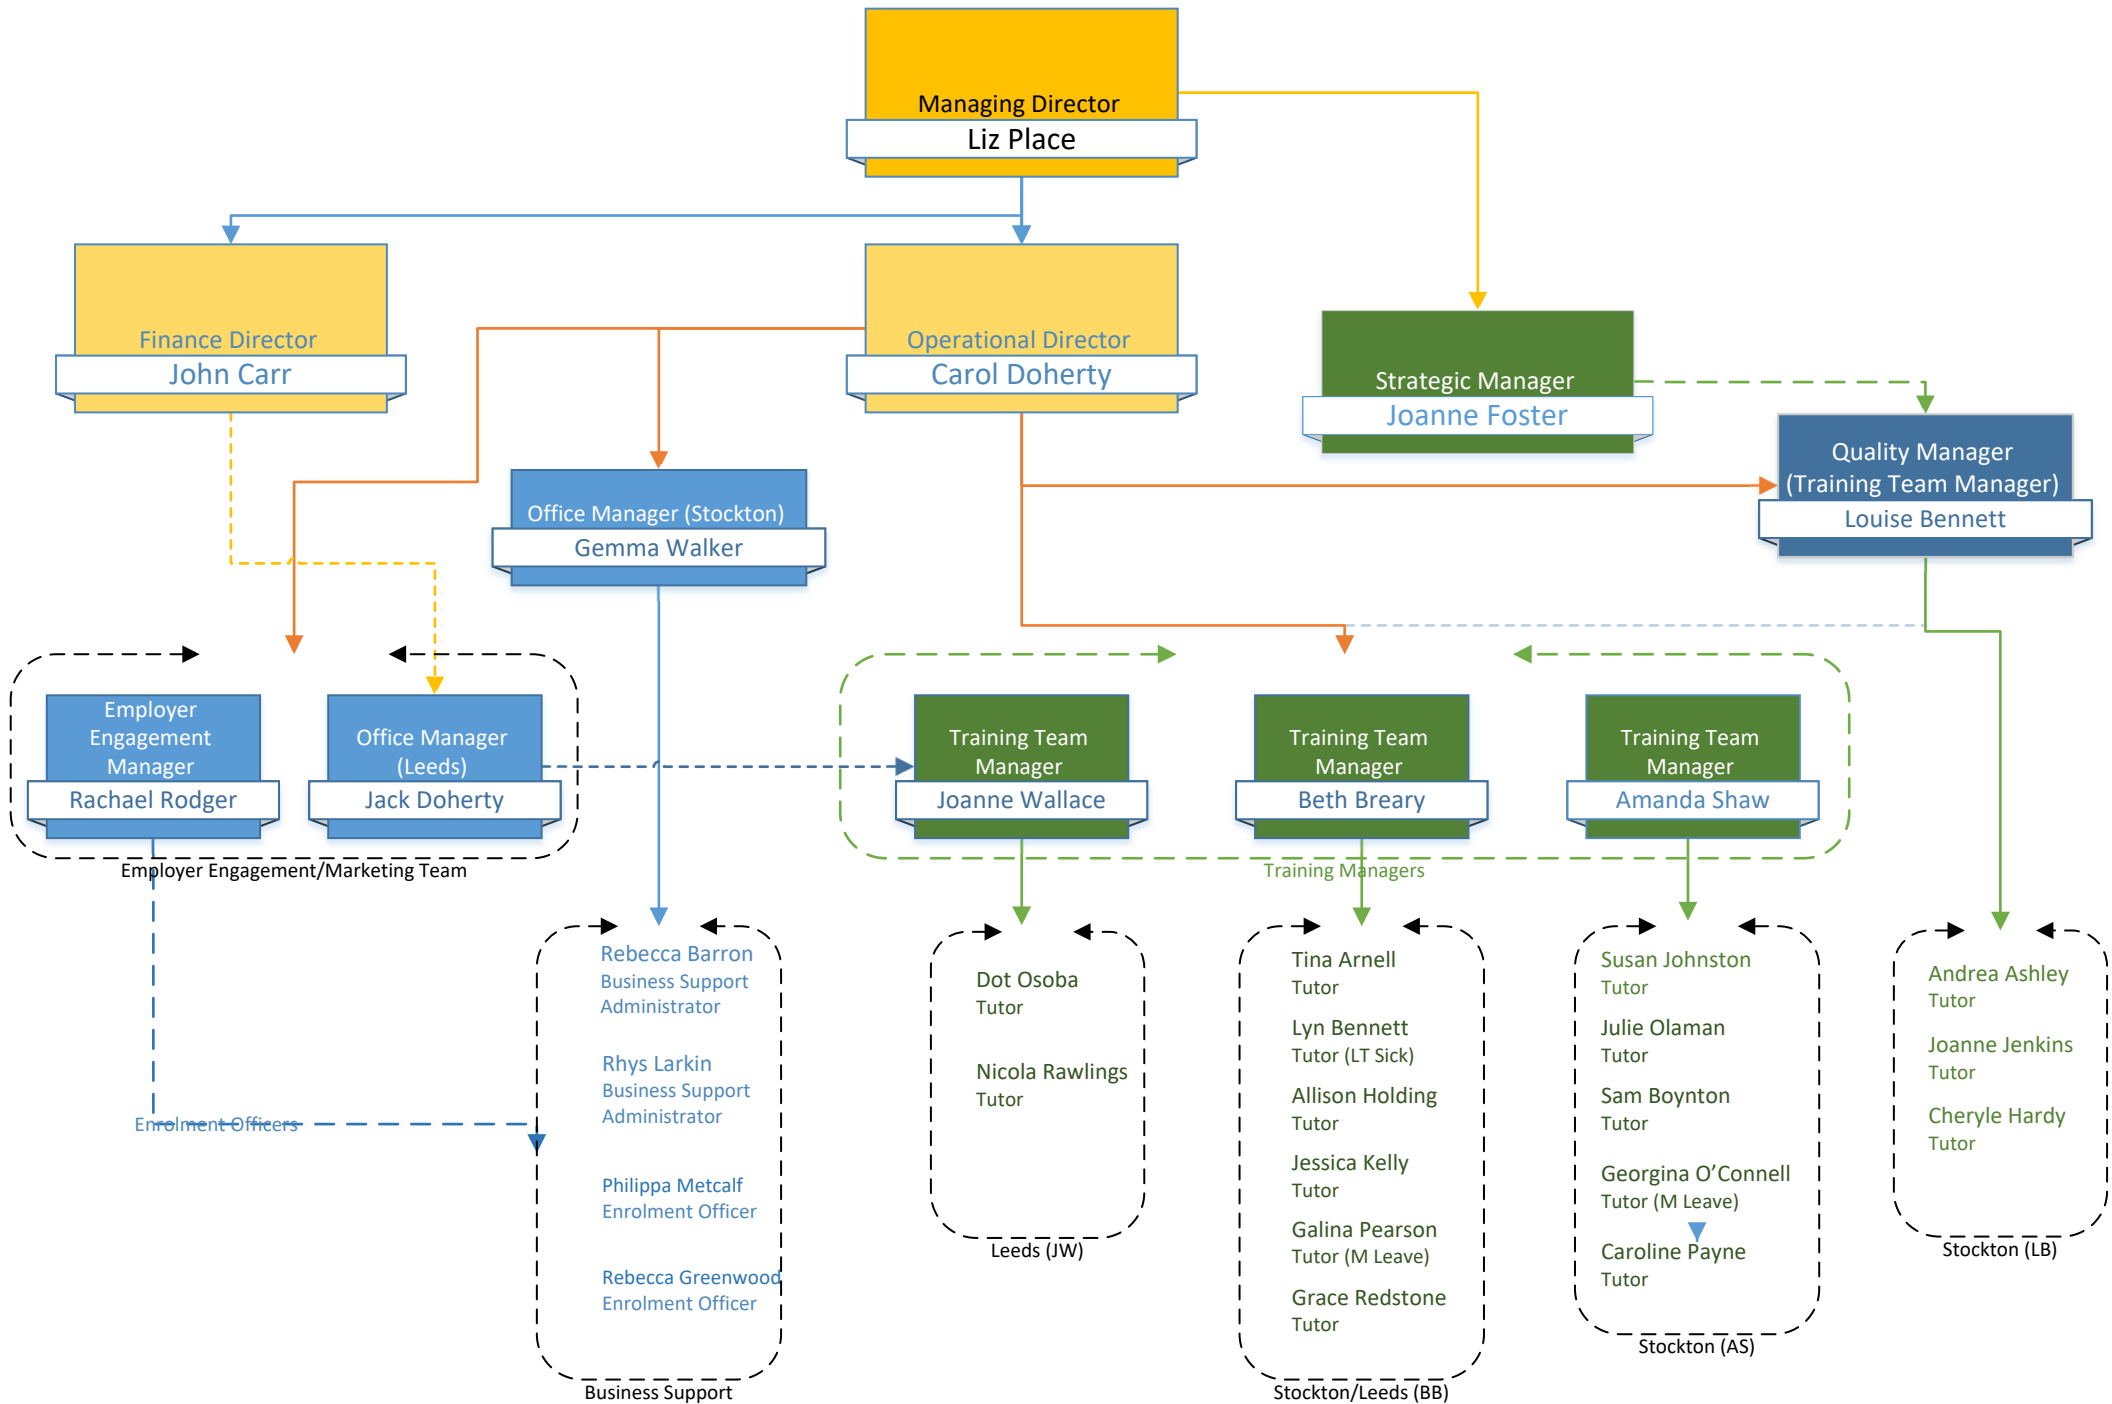 Managing Director
Liz Place
Finance Director
John Carr
Operational Director
Carol Doherty
Strategic Manager
Joanne Foster
Quality Manager
(Training Team Manager)
Louise Bennett
Office Manager (Stockton)
Gemma Walker
Employer
Engagement
Manager
Rachael Rodger
Office Manager
(Leeds)
Jack Doherty
Employer Engagement/Marketing Team
Training Team
Manager
Joanne Wallace
Training Team
Manager
Beth Breary
Training Team
Manager
Amanda Shaw
Training Managers
Enrolment Officers
Rebecca Barron
Business Support
Administrator
Rhys Larkin
Business Support
Administrator
Philippa Metcalf
Enrolment Officer
Rebecca Greenwood
Enrolment Officer
Business Support
Dot Osoba
Tutor
Nicola Rawlings
Tutor
Leeds (JW)
Tina Arnell
Tutor
Lyn Bennett
Tutor (LT Sick)
Allison Holding
Tutor
Jessica Kelly
Tutor
Galina Pearson
Tutor (M Leave)
Grace Redstone
Tutor
Stockton/Leeds (BB)
Susan Johnston
Tutor
Julie Olaman
Tutor
Sam Boynton
Tutor
Georgina O’Connell
Tutor (M Leave)
Caroline Payne
Tutor
Stockton (AS)
Andrea Ashley
Tutor
Joanne Jenkins
Tutor
Cheryle Hardy
Tutor
Stockton (LB)